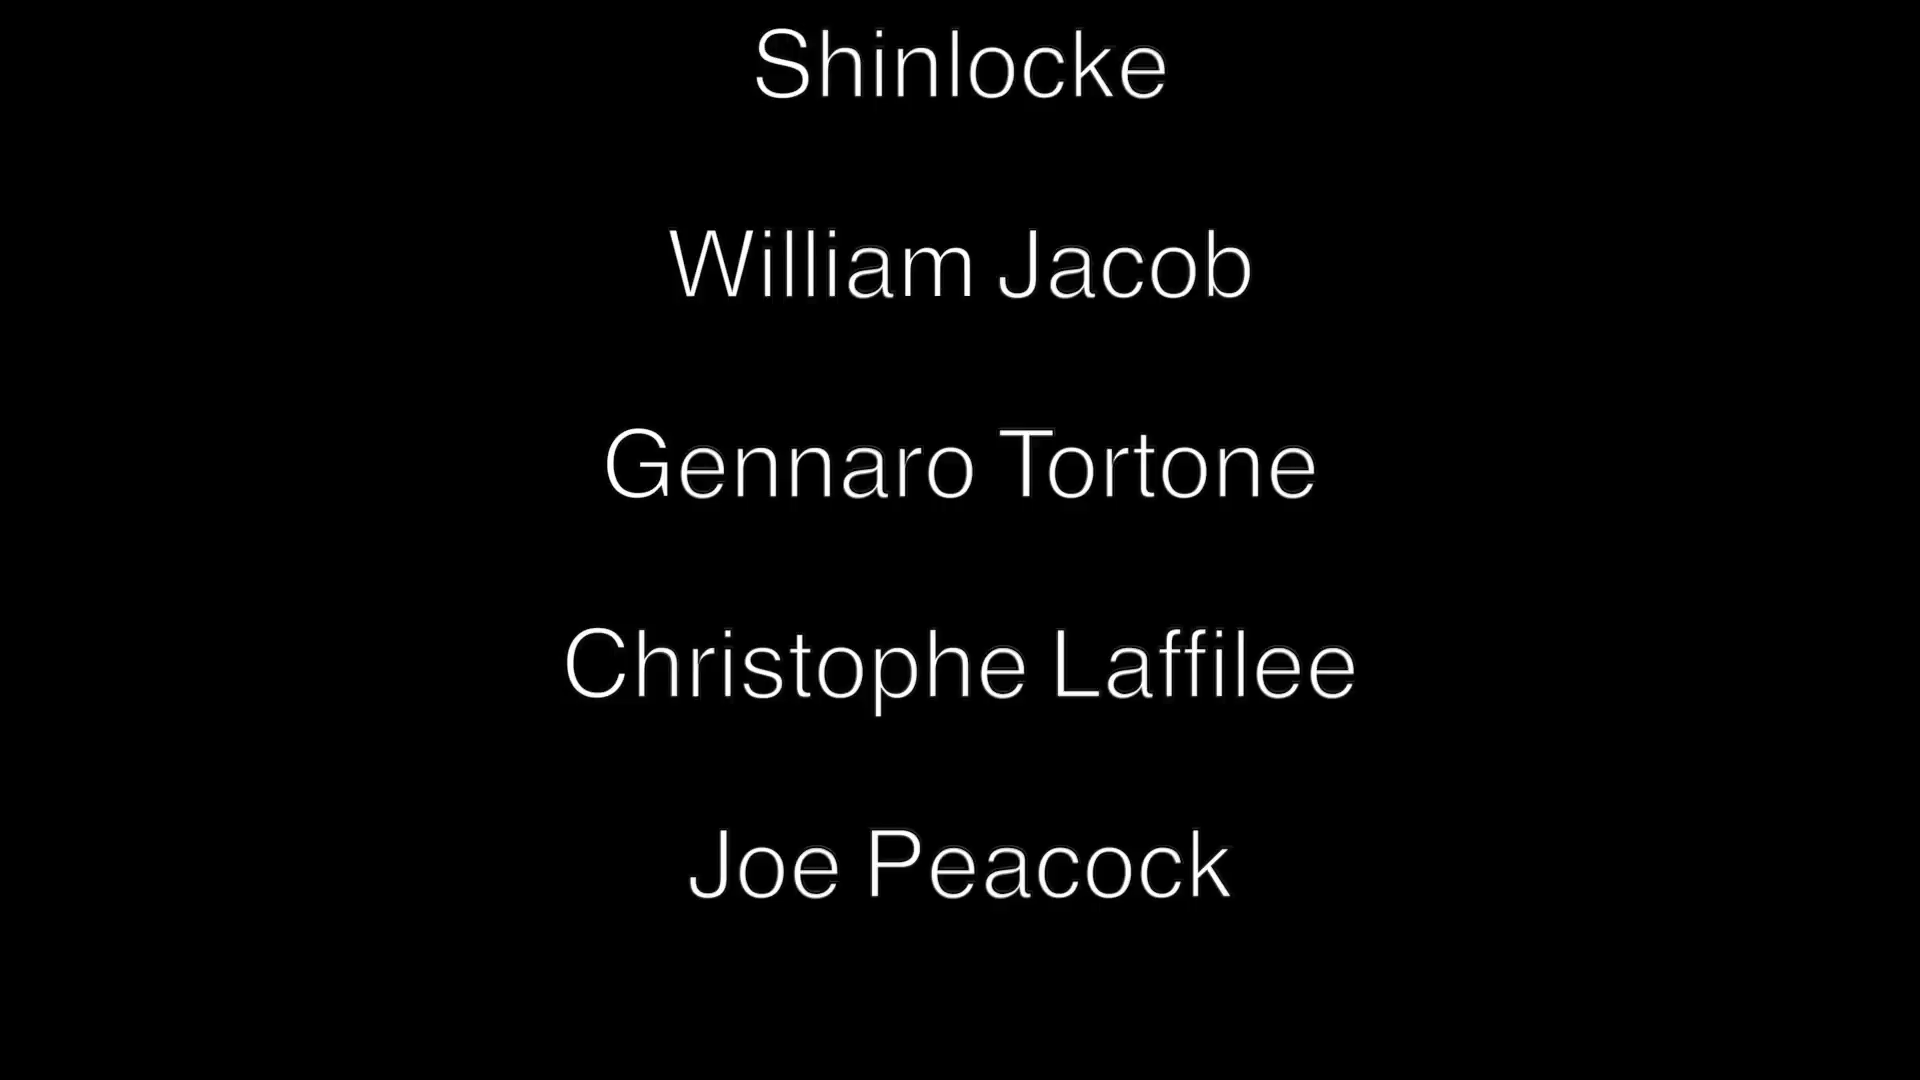 Shinlocke
William Jacob
Gennaro Tortone
Christophe Laffilee
Joe Peacock